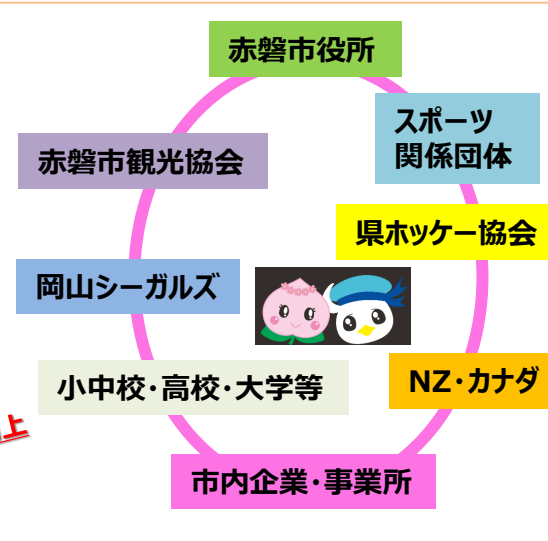 赤磐市役所
スポーツ
関係団体
赤磐市観光協会
県ホッケー協会
岡山シーガルズ
NZ・カナダ
小中校・高校・大学等
上
市内企業・事業所